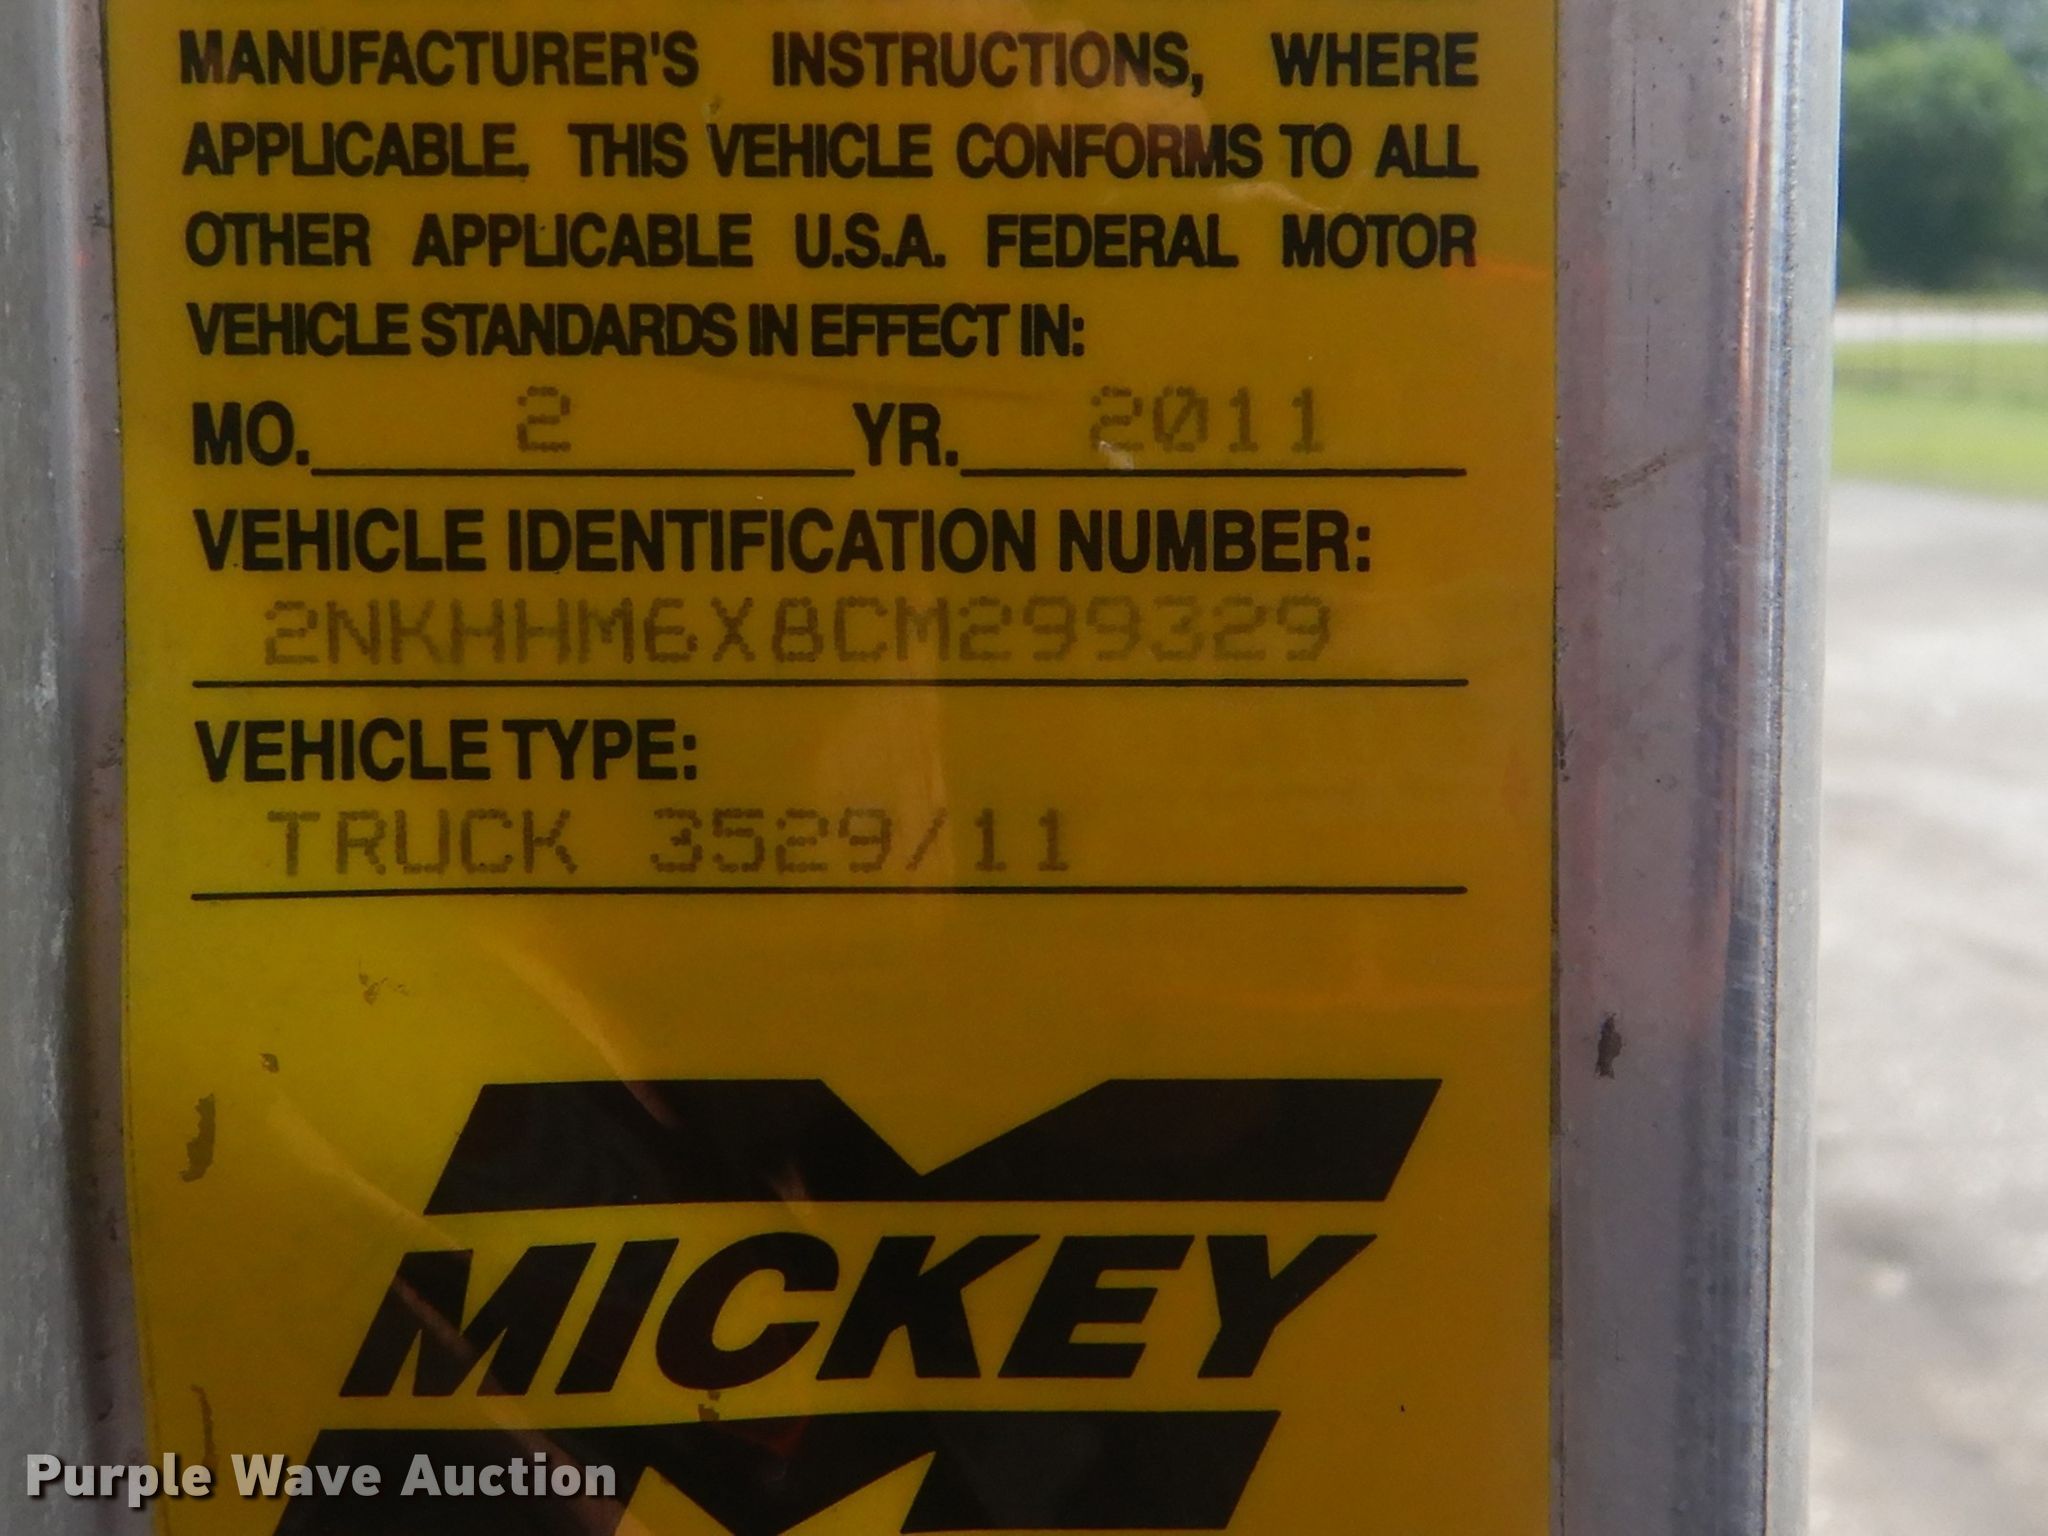 MANUFACTURER'S INSTRUCTIONS, WHERE
APPLICABLE. THIS VEHICLE CONFORMS TO ALL
OTHER APPLICABLE U.S.A. FEDERAL MOTOR
VEHICLE STANDARDS IN EFFECT IN:
MO. 2 YR. 2011
VEHICLE IDENTIFICATION NUMBER:
2NKHHM6X8CM299329
VEHICLE TYPE:
TRUCK 3529/11
MICKEY
Purple Wave Auction